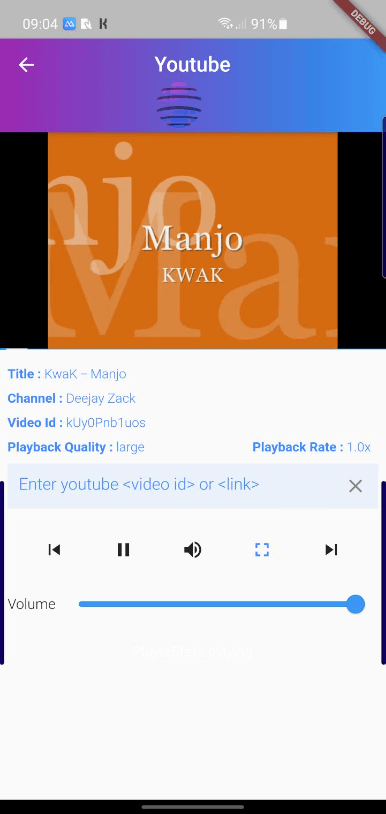 09:04
91%
DEBUG
Youtube
Manjo
KWAK
Title : KwaK – Manjo
Channel : Deejay Zack
Video Id : kUy0Pnb1uos
Playback Quality : large
Playback Rate : 1.0x
Enter youtube <video id> or <link>
Volume